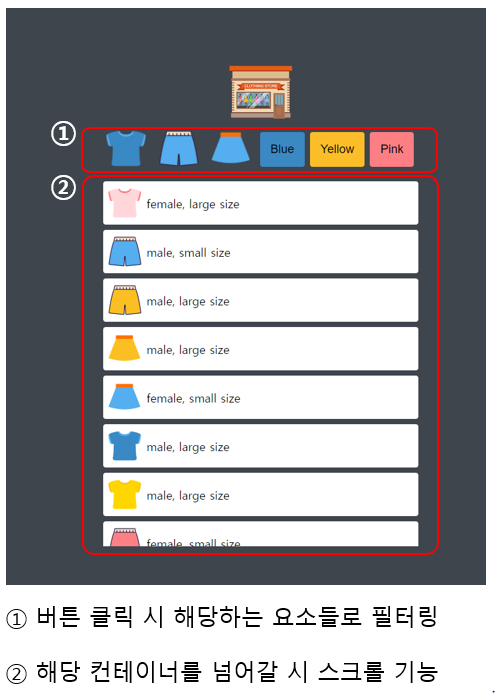 CLOTHING STORE
①
Blue
Yellow
Pink
②
female, large size
male, small size
male, large size
male, large size
female, small size
male, large size
male, large size
female, small size
① 버튼 클릭 시 해당하는 요소들로 필터링
② 해당 컨테이너를 넘어갈 시 스크롤 기능
.